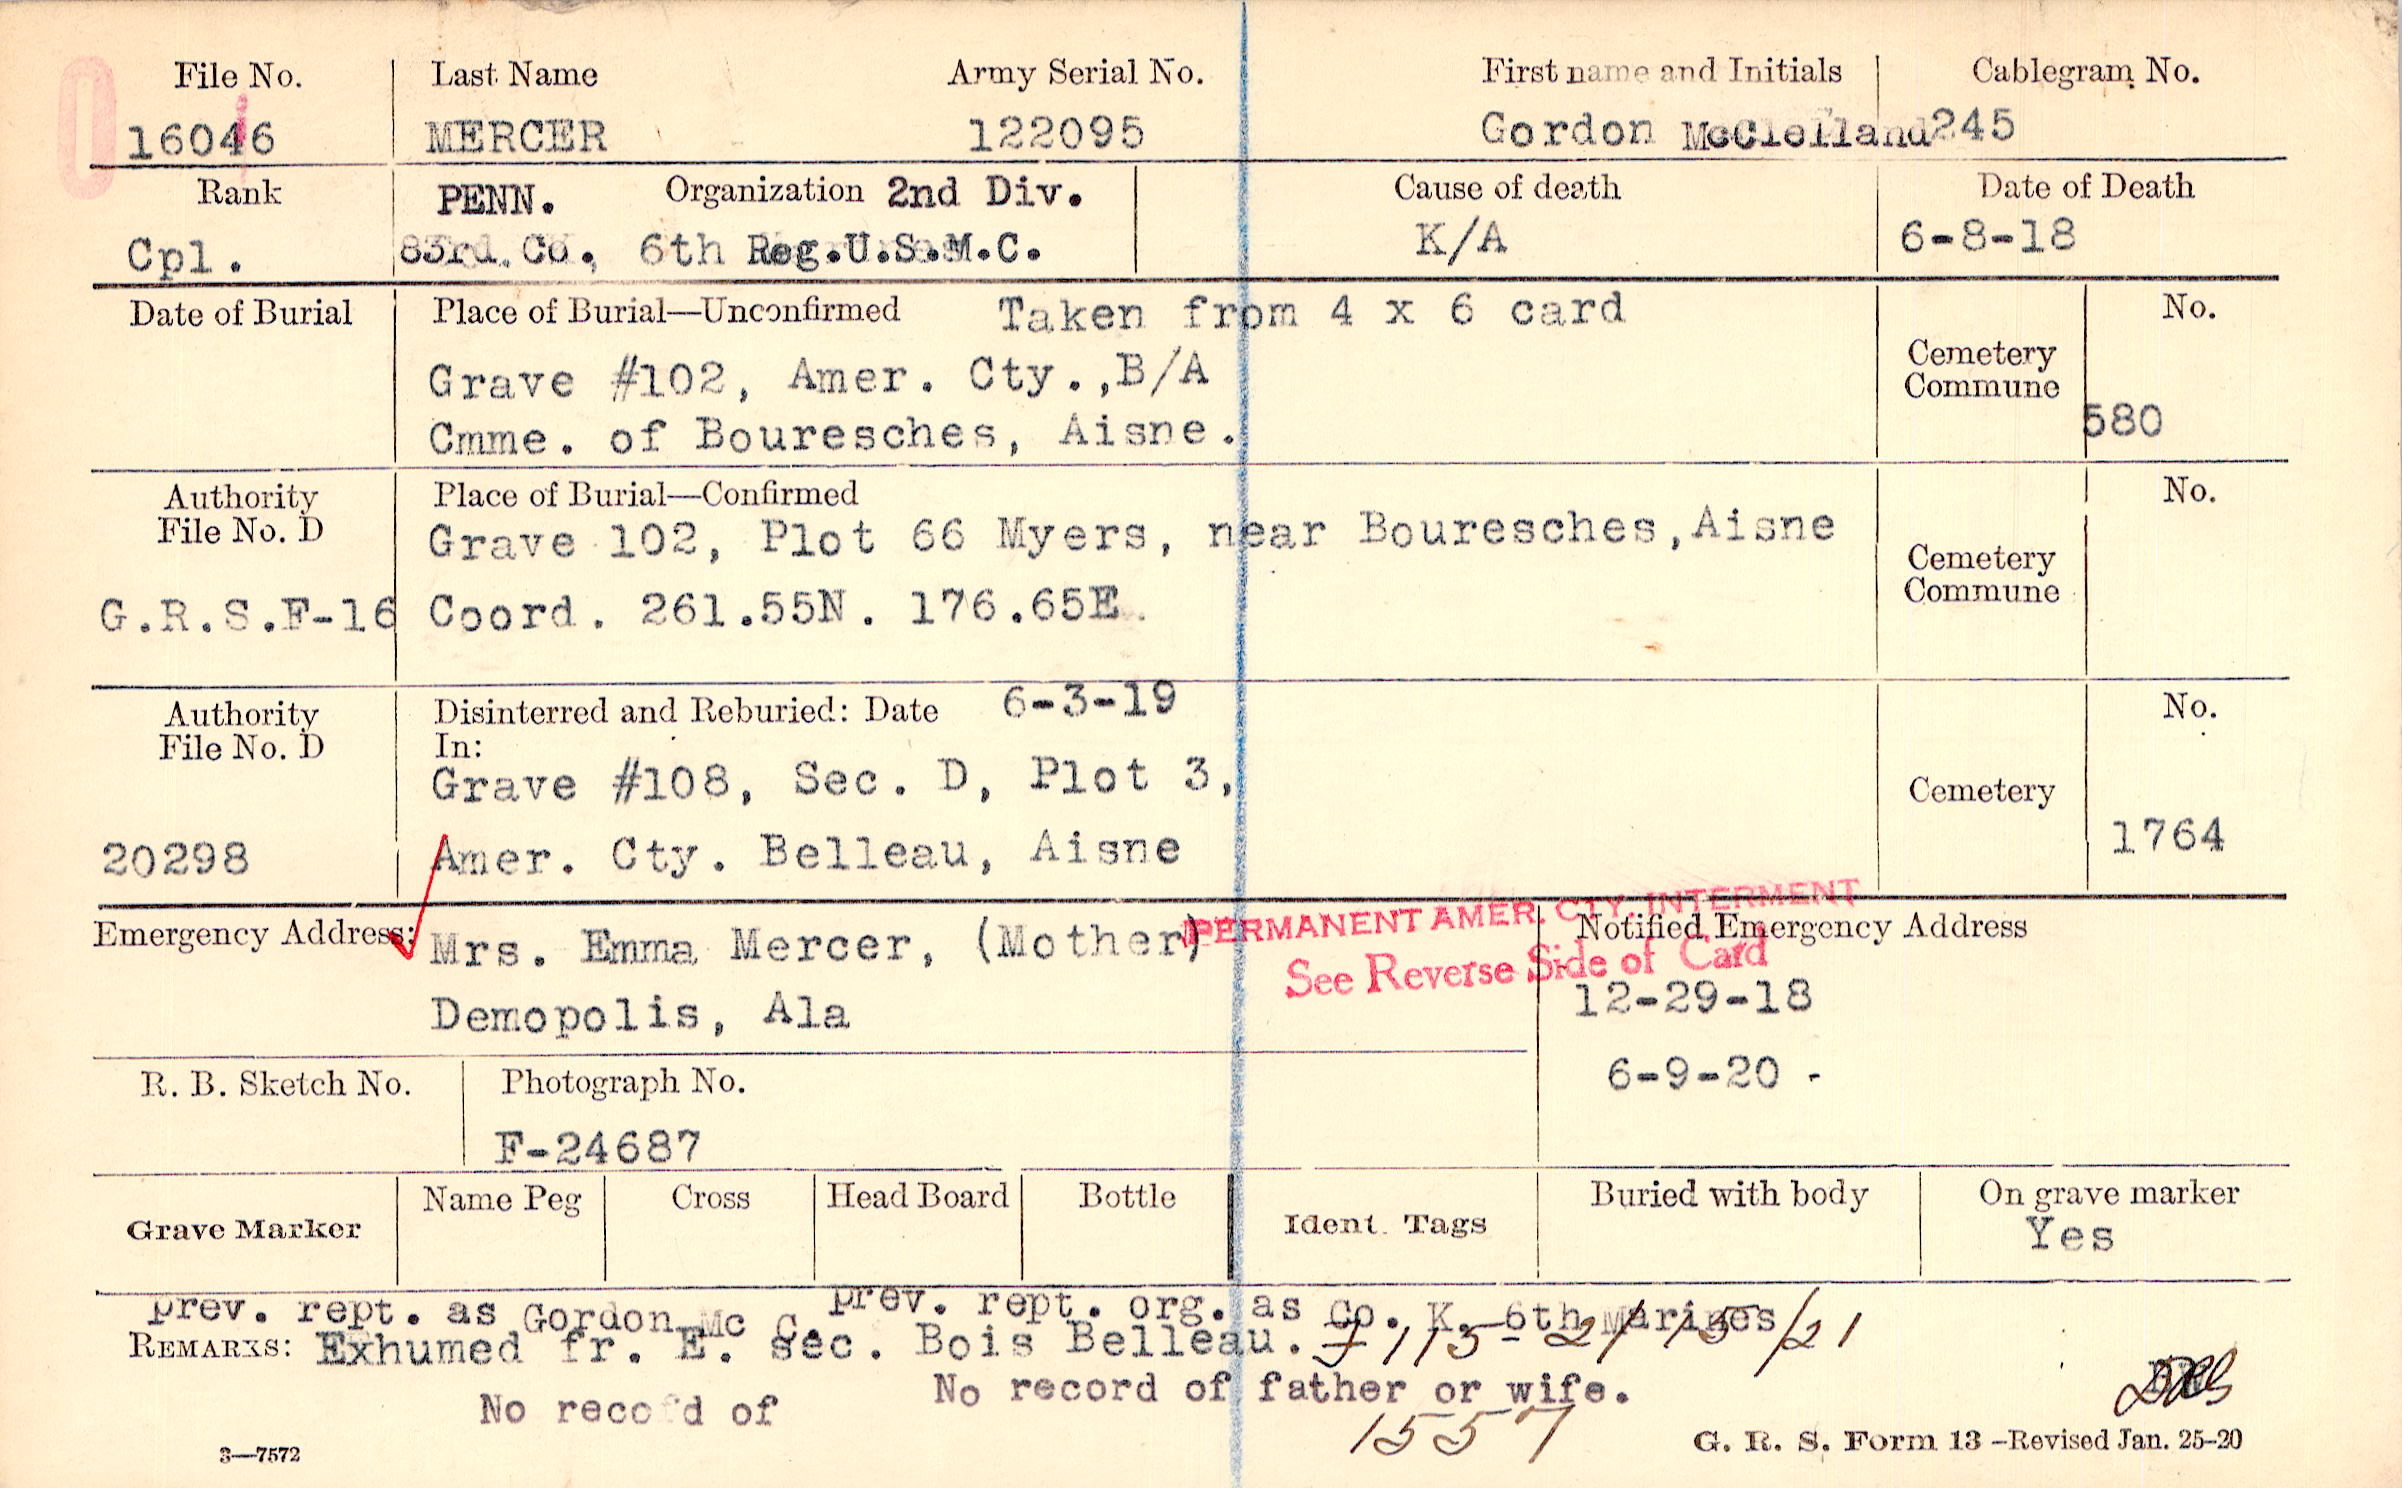 File No. Last Name Army Serial No. First name and Initials Cablegram No.
16046 MERCER 122095 Gordon McClelland 245
Rank PENN. Organization 2nd Div. Cause of death Date of Death
Cpl. 83rd. Co., 6th Reg.U.S.M.C. K/A 6-8-18
Date of Burial Place of Burial—Unconfirmed Taken from 4 x 6 card No.
Grave #102, Amer. Cty.,B/A Cemetery Commune
Cmme. of Bouresches, Aisne. 580
Authority File No. D Place of Burial—Confirmed No.
Grave 102, Plot 66 Myers, near Bouresches,Aisne Cemetery Commune
G.R.S.F-16 Coord. 261.55N. 176.65E.
Authority File No. D Disinterred and Reburied: Date 6-3-19 No.
In:
Grave #108, Sec. D, Plot 3, Cemetery
20298 Amer. Cty. Belleau, Aisne 1764
PERMANENT AMER. CTY. INTERMENT
See Reverse Side of Card
Emergency Address: Mrs. Emma Mercer, (Mother) Notified Emergency Address
Demopolis, Ala 12-29-18
6-9-20 -
R. B. Sketch No. Photograph No.
F-24687
Grave Marker Name Peg Cross Head Board Bottle Ident. Tags Buried with body On grave marker
Yes
prev. rept. as Gordon Mc C. prev. rept. org. as Co. K. 6th Marines
REMARKS: Exhumed fr. E. sec. Bois Belleau.
No record of No record of father or wife.
1557
3—7572 G. R. S. Form 13 -Revised Jan. 25-20